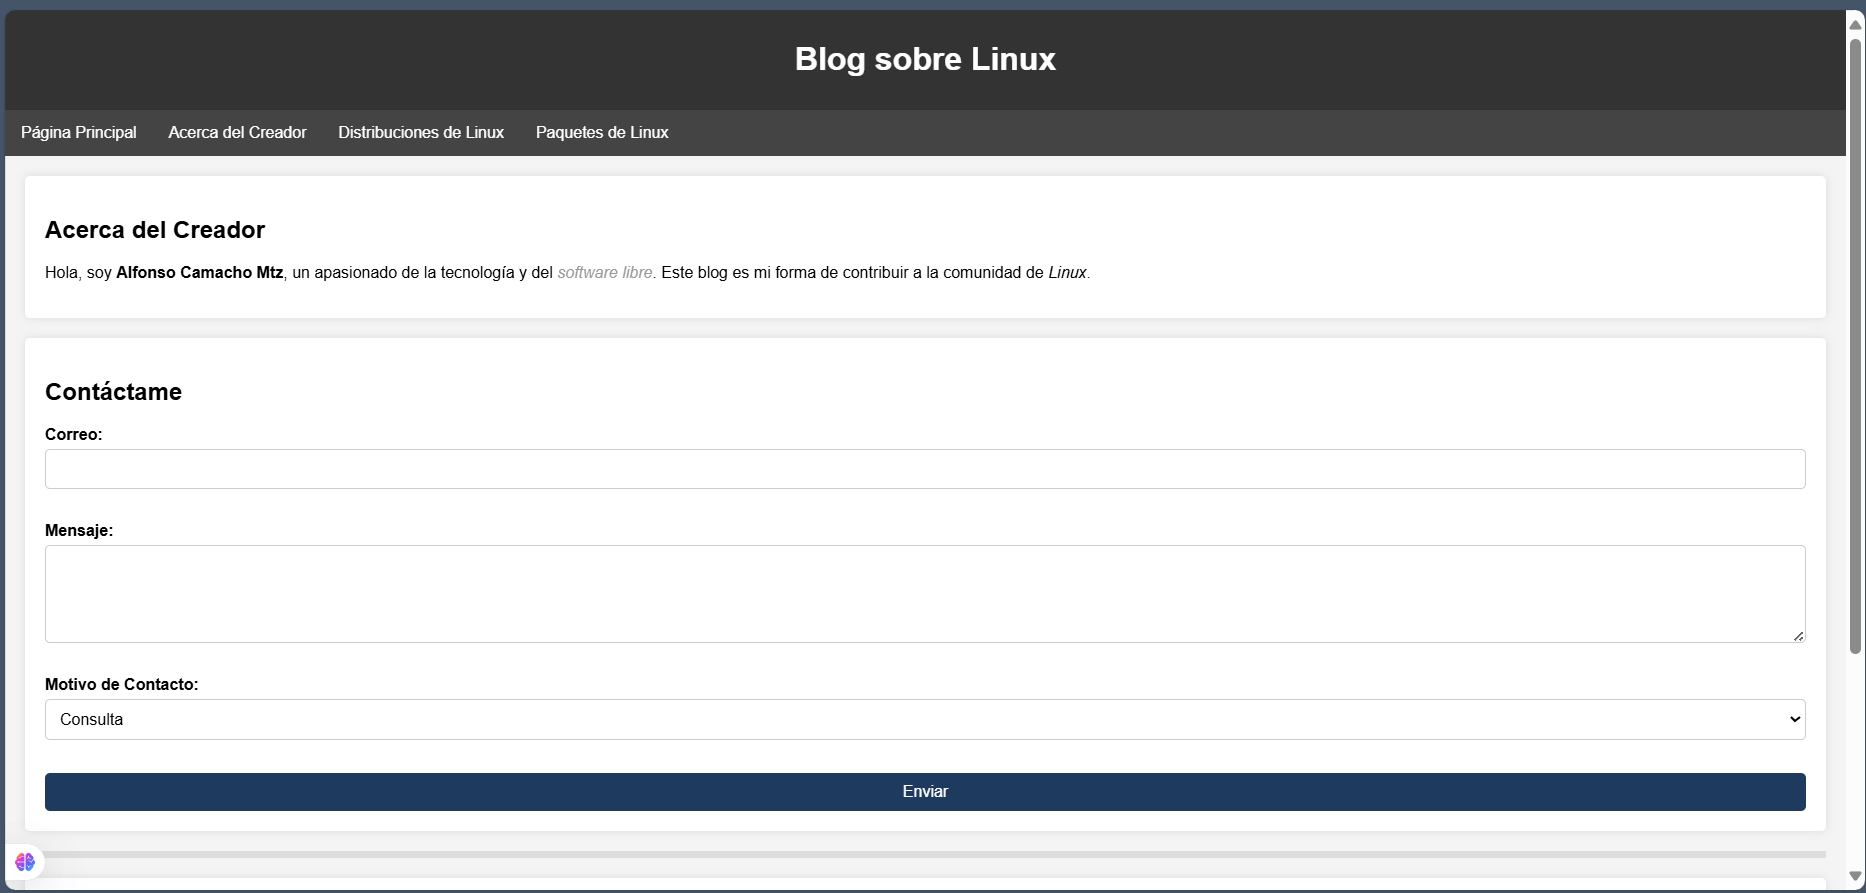 Blog sobre Linux
Página Principal Acerca del Creador Distribuciones de Linux Paquetes de Linux
Acerca del Creador
Hola, soy Alfonso Camacho Mtz, un apasionado de la tecnología y del software libre. Este blog es mi forma de contribuir a la comunidad de Linux.
Contáctame
Correo:
Mensaje:
Motivo de Contacto:
Consulta
Enviar